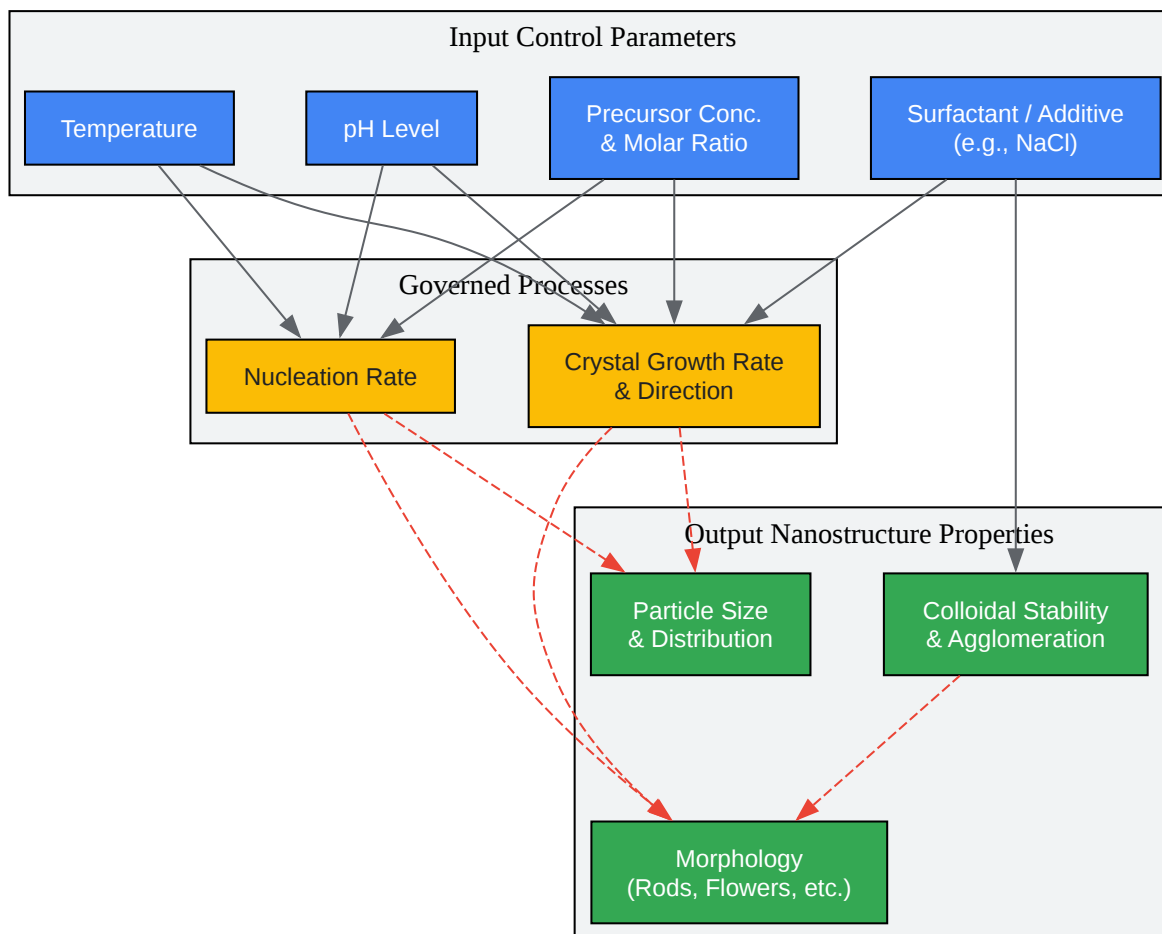 Input Control Parameters
Temperature
pH Level
Precursor Conc.
& Molar Ratio
Surfactant / Additive
(e.g., NaCl)
Governed Processes
Nucleation Rate
Crystal Growth Rate
& Direction
Output Nanostructure Properties
Particle Size
& Distribution
Colloidal Stability
& Agglomeration
Morphology
(Rods, Flowers, etc.)